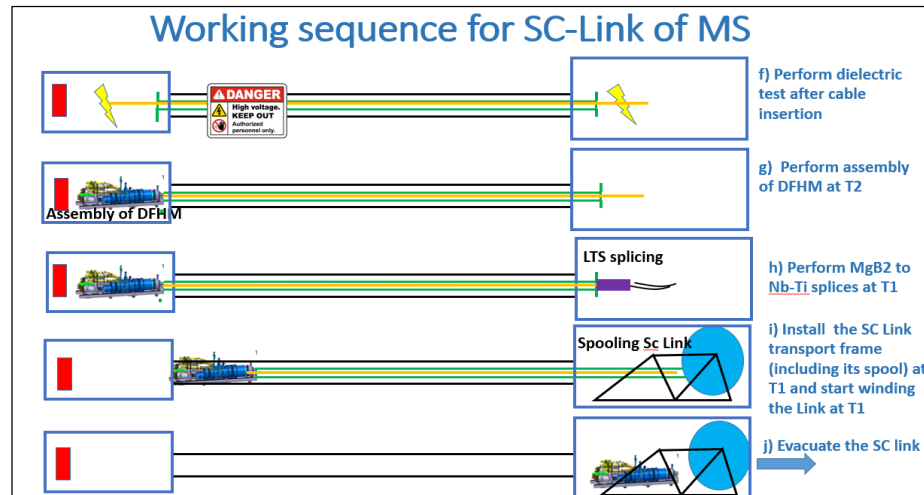 Working sequence for SC-Link of MS
DANGER
High voltage.
KEEP OUT
Authorized
personnel only.
f) Perform dielectric
test after cable
insertion
g) Perform assembly
of DFHM at T2
Assembly of DFHM
LTS splicing
h) Perform MgB2 to
Nb-Ti splices at T1
Spooling Sc Link
i) Install the SC Link
transport frame
(including its spool) at
T1 and start winding
the Link at T1
j) Evacuate the SC link